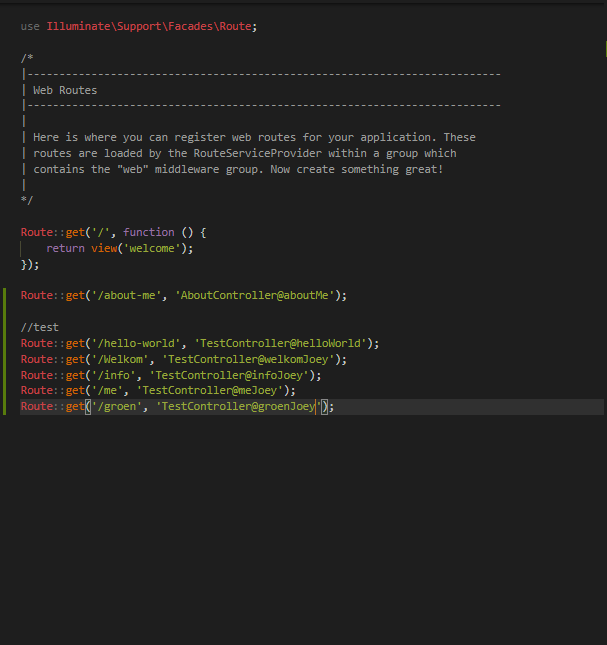 use Illuminate\Support\Facades\Route;
/*
|--------------------------------------------------------------------------
| Web Routes
|--------------------------------------------------------------------------
|
| Here is where you can register web routes for your application. These
| routes are loaded by the RouteServiceProvider within a group which
| contains the "web" middleware group. Now create something great!
|
*/
Route::get('/', function () {
    return view('welcome');
});
Route::get('/about-me', 'AboutController@aboutMe');
//test
Route::get('/hello-world', 'TestController@helloWorld');
Route::get('/Welkom', 'TestController@welkomJoey');
Route::get('/info', 'TestController@infoJoey');
Route::get('/me', 'TestController@meJoey');
Route::get('/groen', 'TestController@groenJoey');